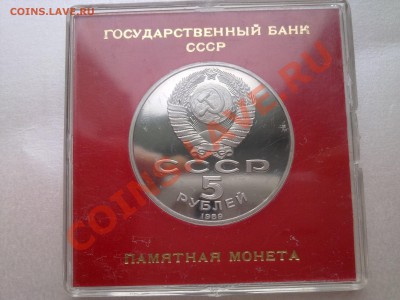 COINS.LAVE.RU
ГОСУДАРСТВЕННЫЙ БАНК
СССР
СССР
5
РУБЛЕЙ
1989
ПАМЯТНАЯ МОНЕТА
COINS.LAVE.RU